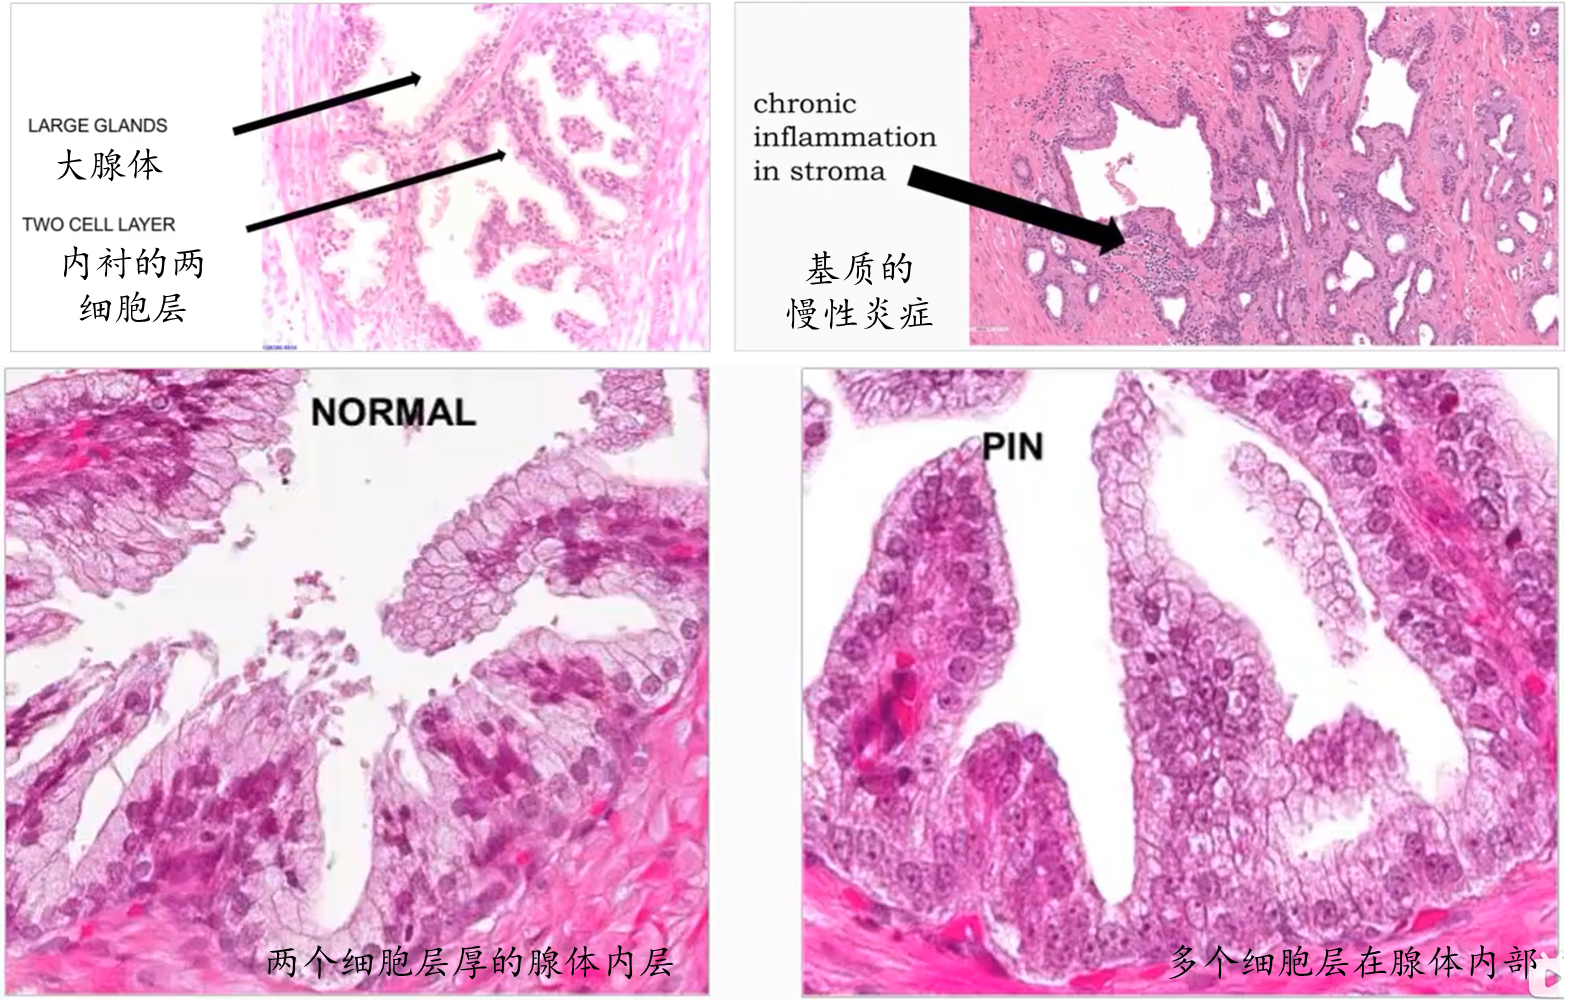 LARGE GLANDS
大腺体
TWO CELL LAYER
内衬的两
细胞层
chronic
inflammation
in stroma
基质的
慢性炎症
NORMAL
两个细胞层厚的腺体内层
PIN
多个细胞层在腺体内部